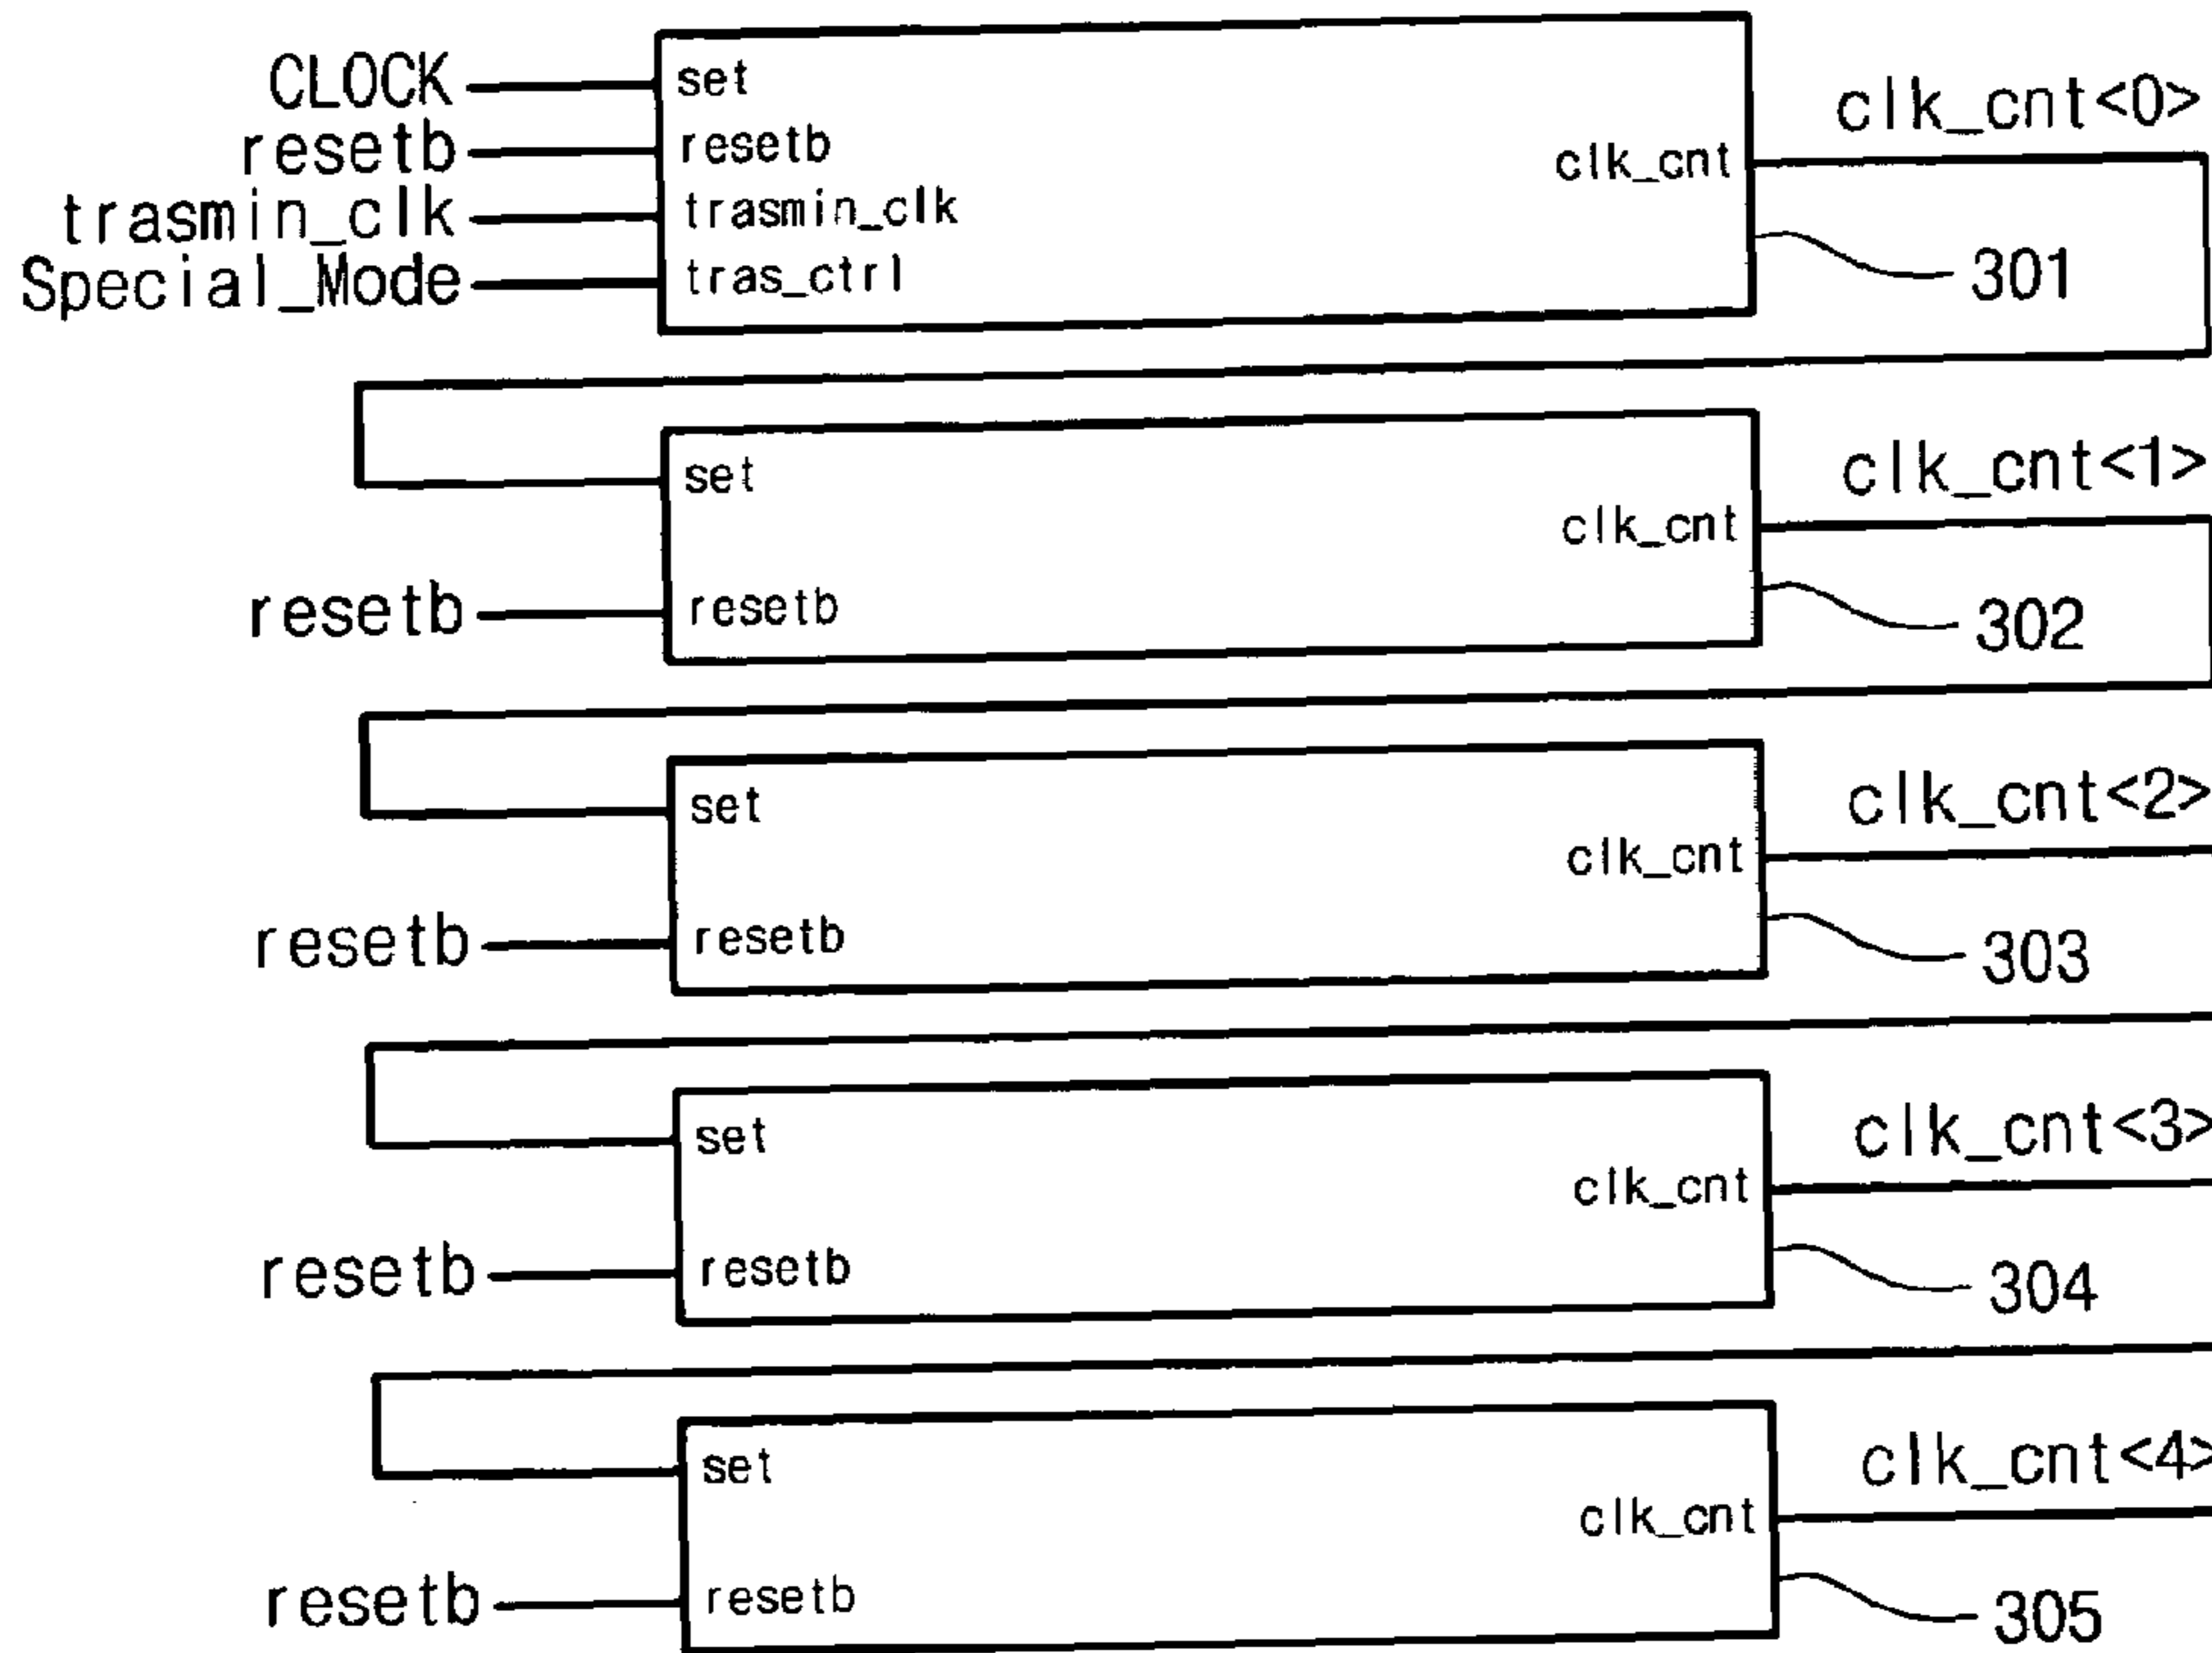 CLOCK set
resetb resetb clk_cnt clk_cnt<0>
trasmin_clk trasmin_clk
Special_Mode tras_ctrl 301
set clk_cnt<1>
clk_cnt
resetb resetb 302
set clk_cnt<2>
clk_cnt
resetb resetb 303
set clk_cnt<3>
clk_cnt
resetb resetb 304
set clk_cnt<4>
clk_cnt
resetb resetb 305